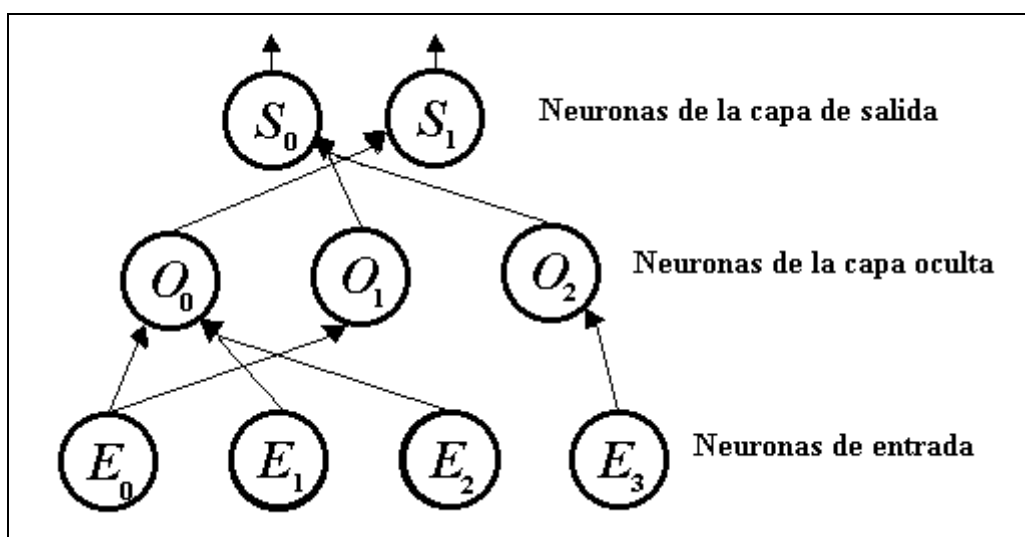 S0 S1 Neuronas de la capa de salida
O0 O1 O2 Neuronas de la capa oculta
E0 E1 E2 E3 Neuronas de entrada